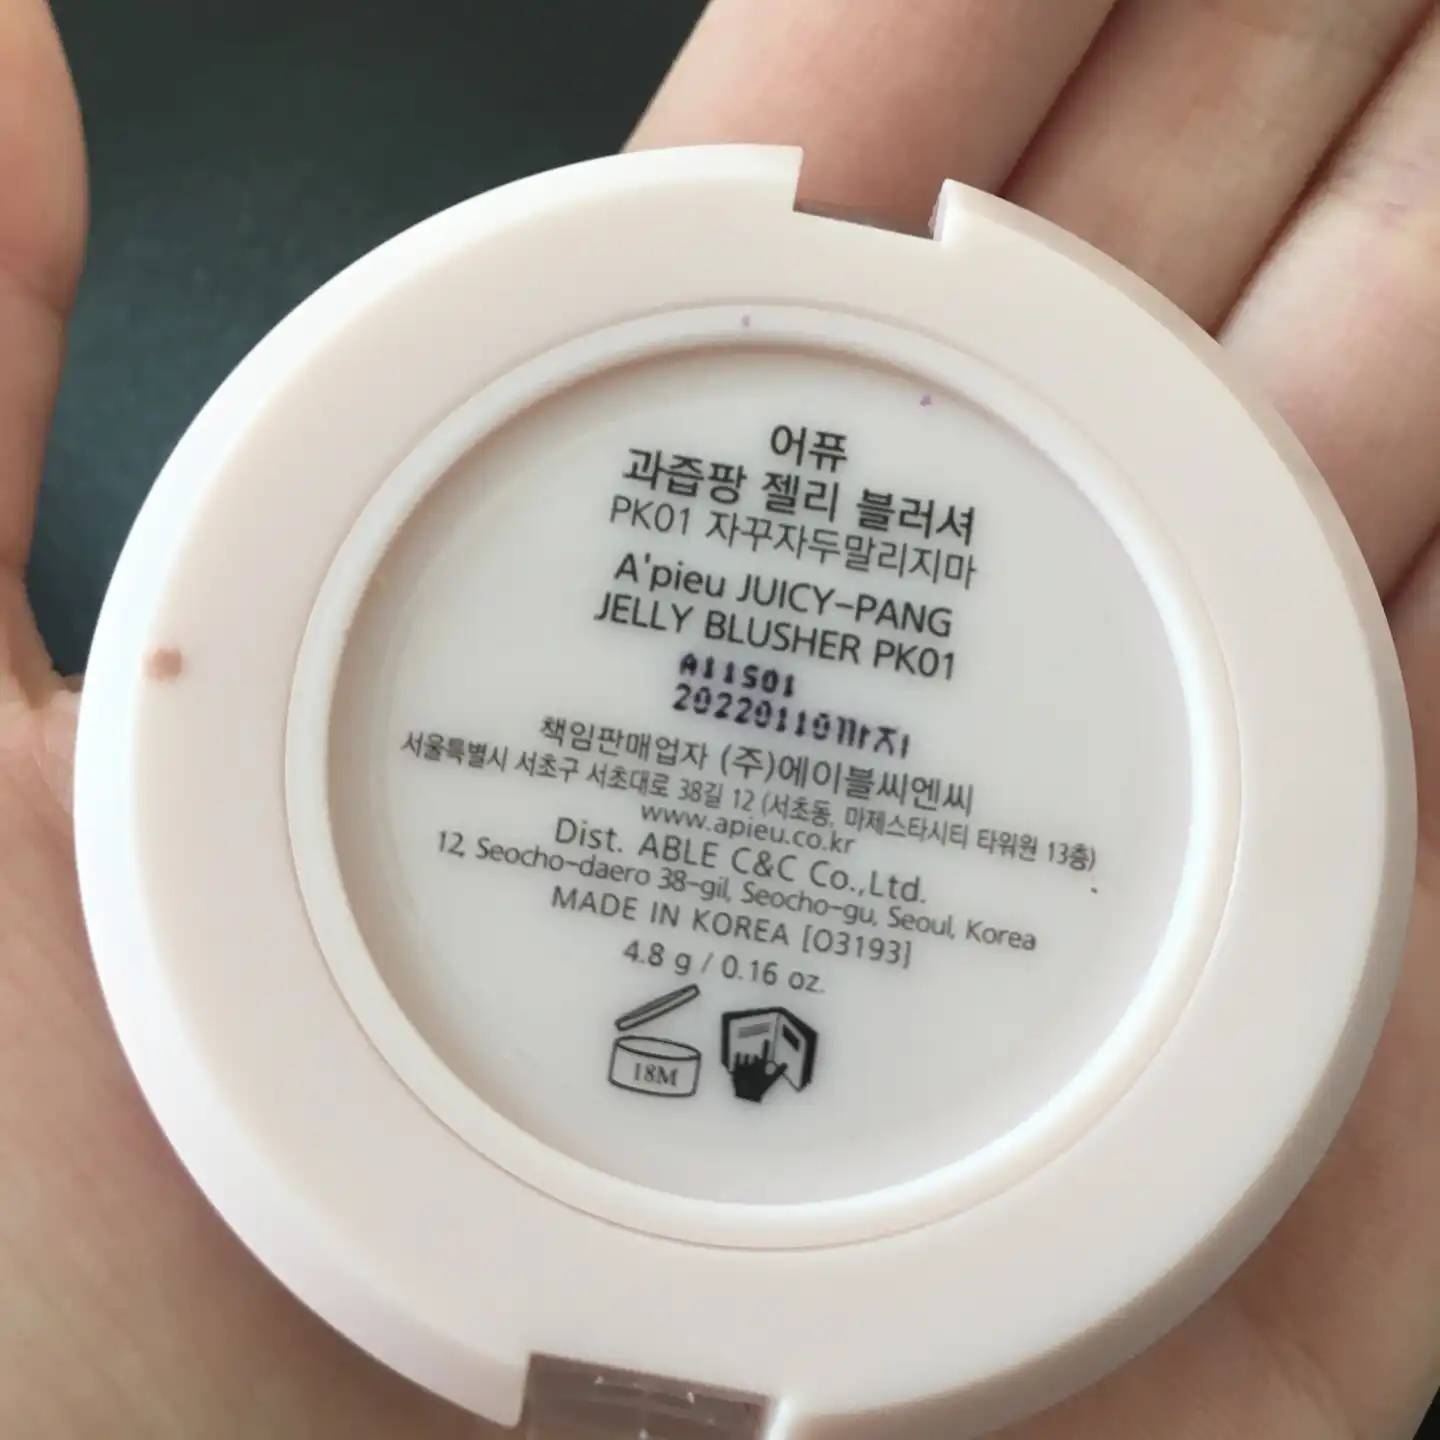 어퓨
과즙팡 젤리 블러셔
PK01 자꾸자두말리지마
A'pieu JUICY-PANG
JELLY BLUSHER PK01
A11S01
20220110까지
책임판매업자 (주)에이블씨엔씨
서울특별시 서초구 서초대로 38길 12 (서초동, 마제스타시티 타워원 13층)
www.apieu.co.kr
Dist. ABLE C&C Co.,Ltd.
12, Seocho-daero 38-gil, Seocho-gu, Seoul, Korea
MADE IN KOREA [O3193]
4.8 g / 0.16 oz.
18M